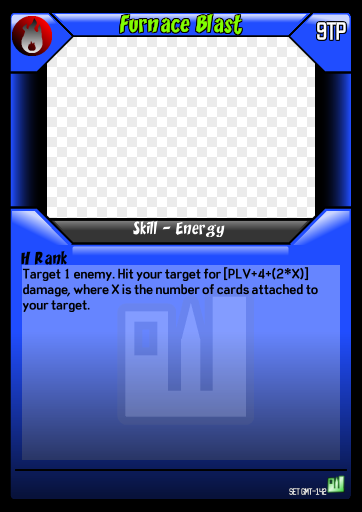 Furnace Blast
9TP
Skill - Energy
H Rank
Target 1 enemy. Hit your target for [PLV+4+(2*X)]
damage, where X is the number of cards attached to
your target.
SET GMT-142